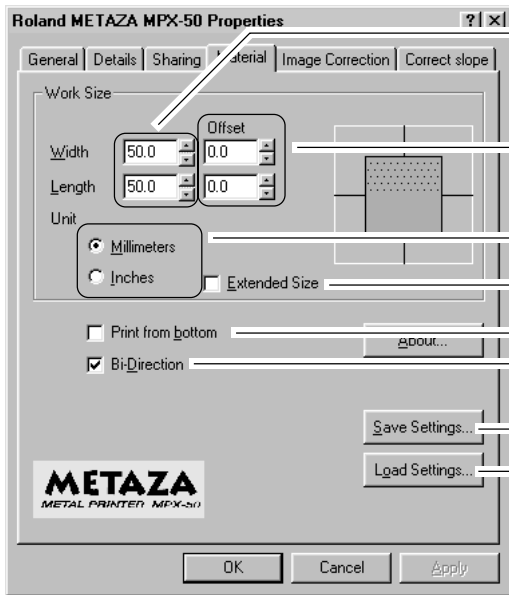 Roland METAZA MPX-50 Properties
General Details Sharing Material Image Correction Correct slope
Work Size
Offset
Width 50.0 0.0
Length 50.0 0.0
Unit
Millimeters
Inches
Extended Size
Print from bottom
About...
Bi-Direction
Save Settings...
Load Settings...
METAZA
METAL PRINTER MPX-50
OK Cancel Apply